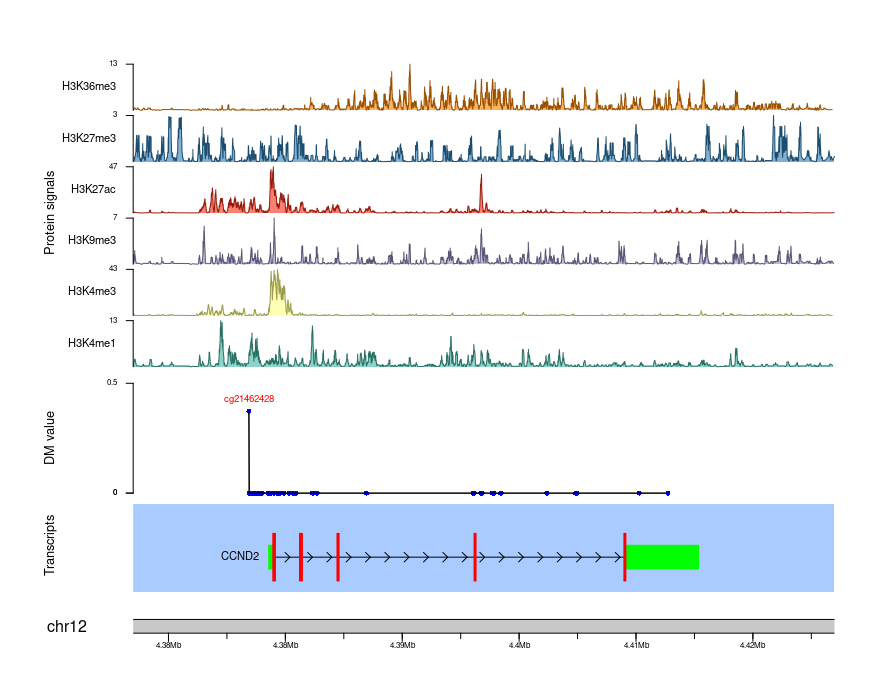 13
H3K36me3
3
H3K27me3
47
H3K27ac
7
H3K9me3
43
H3K4me3
13
H3K4me1
Protein signals
0.5
cg21462428
DM value
0
CCND2
Transcripts
chr12
4.38Mb 4.38Mb 4.39Mb 4.4Mb 4.41Mb 4.42Mb